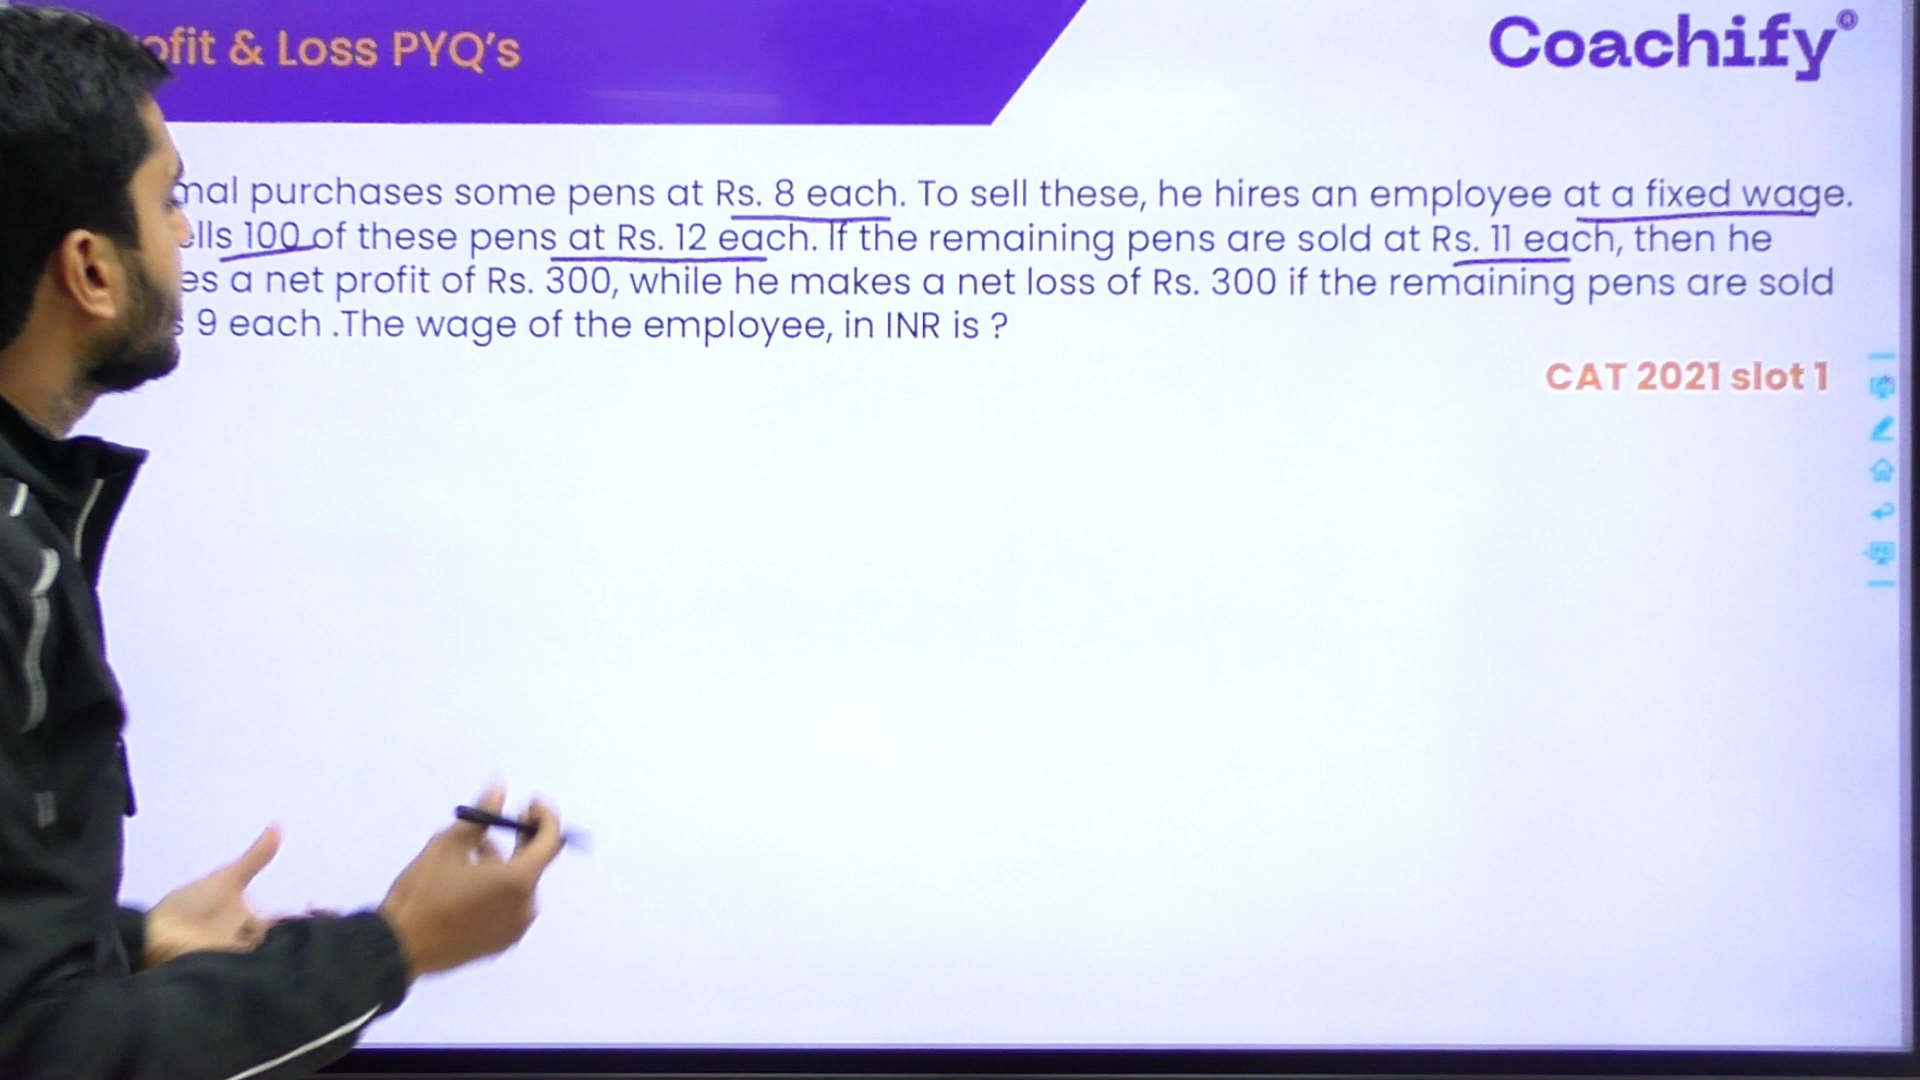 ofit & Loss PYQ's
Coachify®
mal purchases some pens at Rs. 8 each. To sell these, he hires an employee at a fixed wage.
ells 100 of these pens at Rs. 12 each. If the remaining pens are sold at Rs. 11 each, then he
es a net profit of Rs. 300, while he makes a net loss of Rs. 300 if the remaining pens are sold
s 9 each .The wage of the employee, in INR is ?
CAT 2021 slot 1